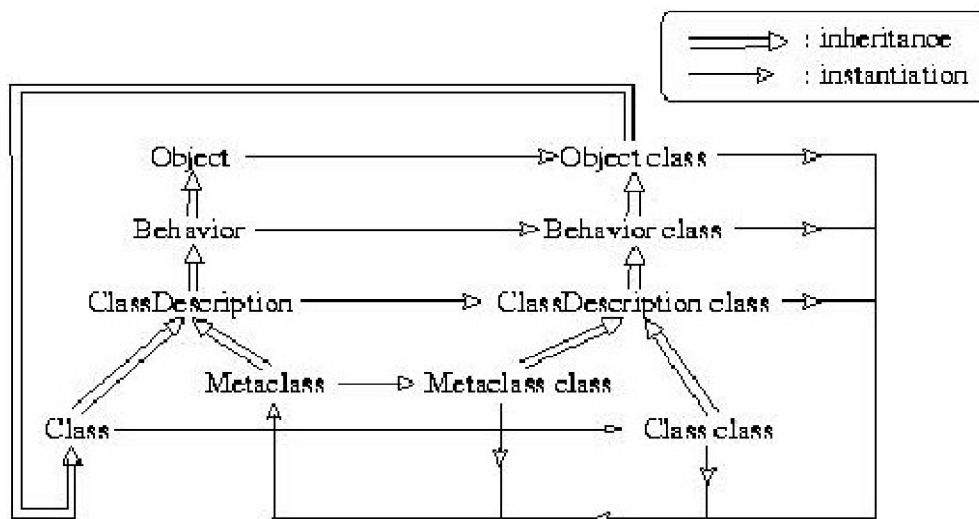 : inheritance
: instantiation
Object Object class
Behavior Behavior class
ClassDescription ClassDescription class
Metaclass Metaclass class
Class Class class